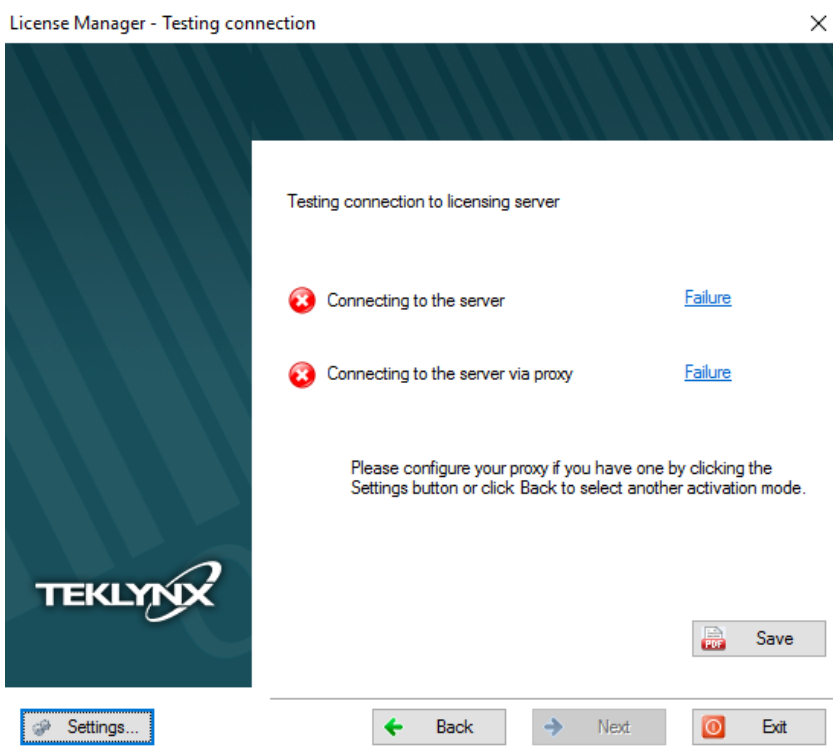 License Manager - Testing connection
Testing connection to licensing server
Connecting to the server Failure
Connecting to the server via proxy Failure
Please configure your proxy if you have one by clicking the
Settings button or click Back to select another activation mode.
TEKLYNX
PDF Save
Settings... Back Next Exit